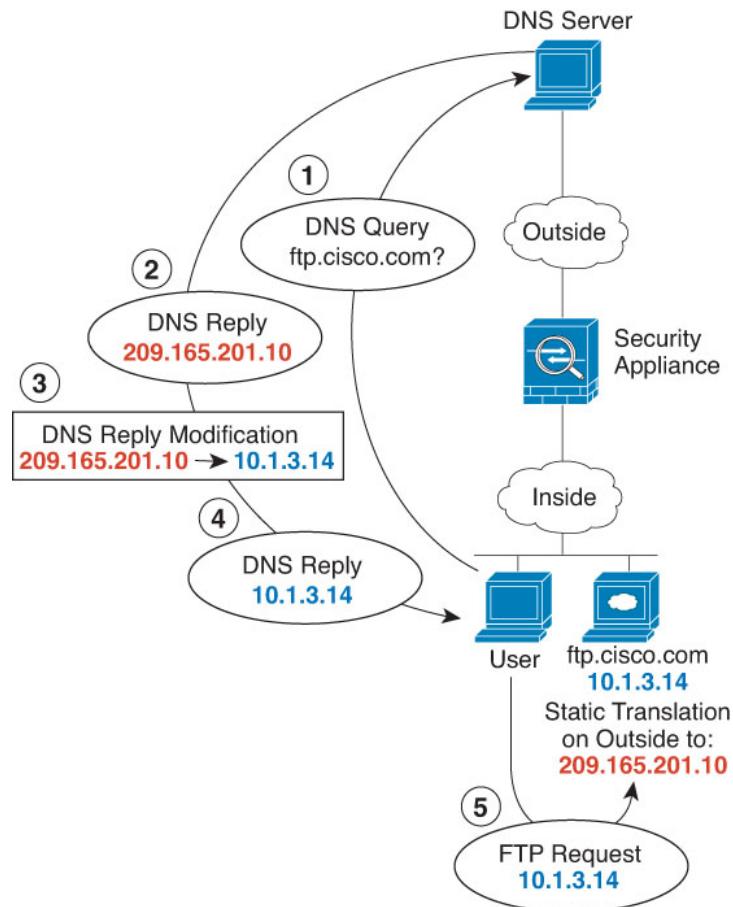 DNS Server
1
DNS Query
ftp.cisco.com?
Outside
2
DNS Reply
209.165.201.10
Security
Appliance
3
DNS Reply Modification
209.165.201.10 → 10.1.3.14
Inside
4
DNS Reply
10.1.3.14
User
ftp.cisco.com
10.1.3.14
Static Translation
on Outside to:
209.165.201.10
5
FTP Request
10.1.3.14